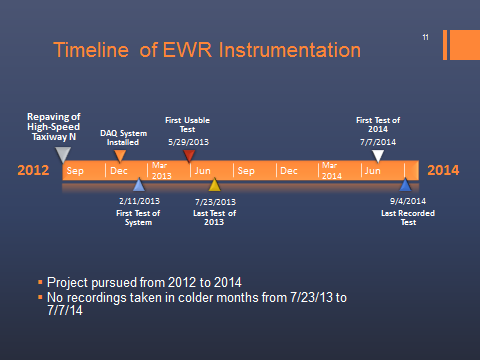 11
Timeline of EWR Instrumentation
Repaving of
High-Speed
Taxiway N
DAQ System
Installed
First Usable
Test
5/29/2013
First Test of
2014
7/7/2014
2012
Sep
Dec
Mar
2013
Jun
Sep
Dec
Mar
2014
Jun
2014
2/11/2013
First Test of
System
7/23/2013
Last Test of
2013
9/4/2014
Last Recorded
Test
Project pursued from 2012 to 2014
No recordings taken in colder months from 7/23/13 to
7/7/14